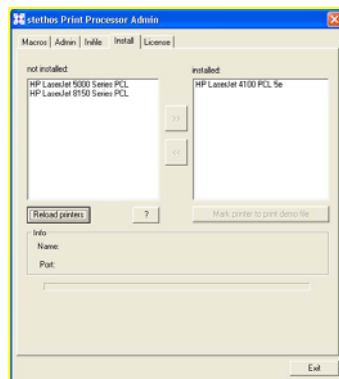 stethos Print Processor Admin
Macros Admin Inifile Install License
not installed: installed:
HP LaserJet 5000 Series PCL HP LaserJet 4100 PCL 5e
HP LaserJet 8150 Series PCL
>>
<<
Reload printers ? Mark printer to print demo file
Info
Name:
Port:
Exit